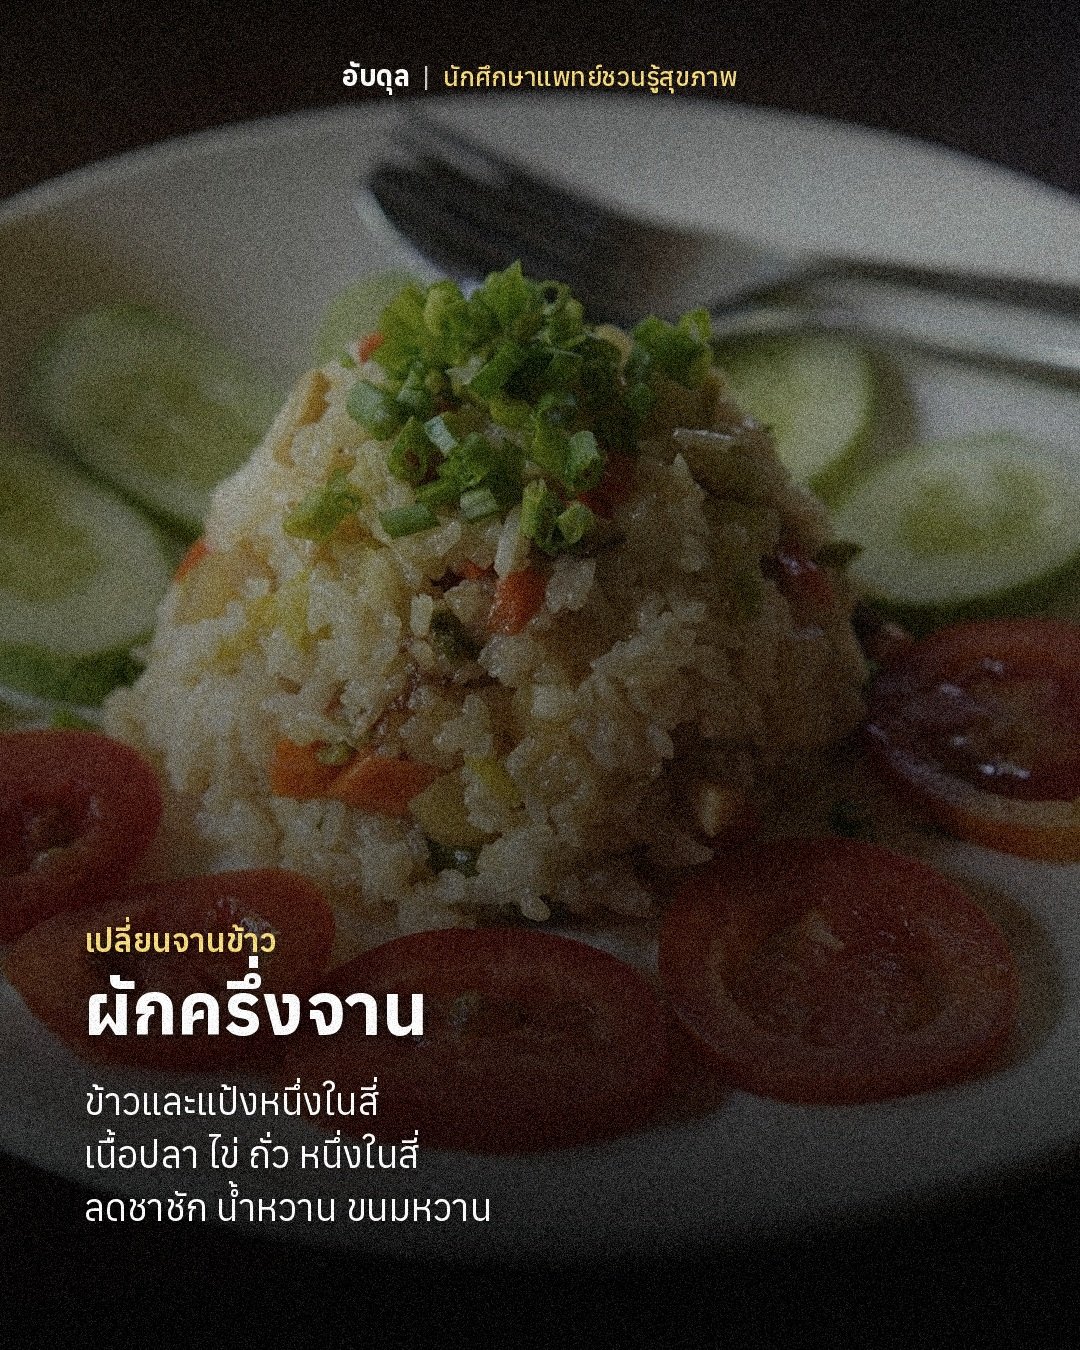 อับดุล | นักศึกษาแพทย์ชวนรู้สุขภาพ
เปลี่ยนจานข้าว
ผักครึ่งจาน
ข้าวและแป้งหนึ่งในสี่
เนื้อปลา ไข่ ถั่ว หนึ่งในสี่
ลดชาชัก น้ำหวาน ขนมหวาน